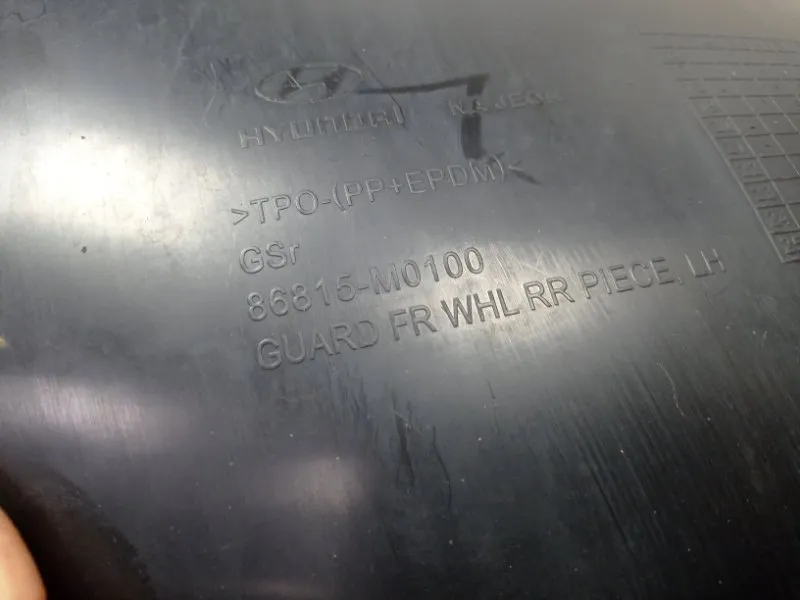 HYUNDAI
>TPO-(PP+EPDM)<
GSr
86815-M0100
GUARD FR WHL RR PIECE, LH